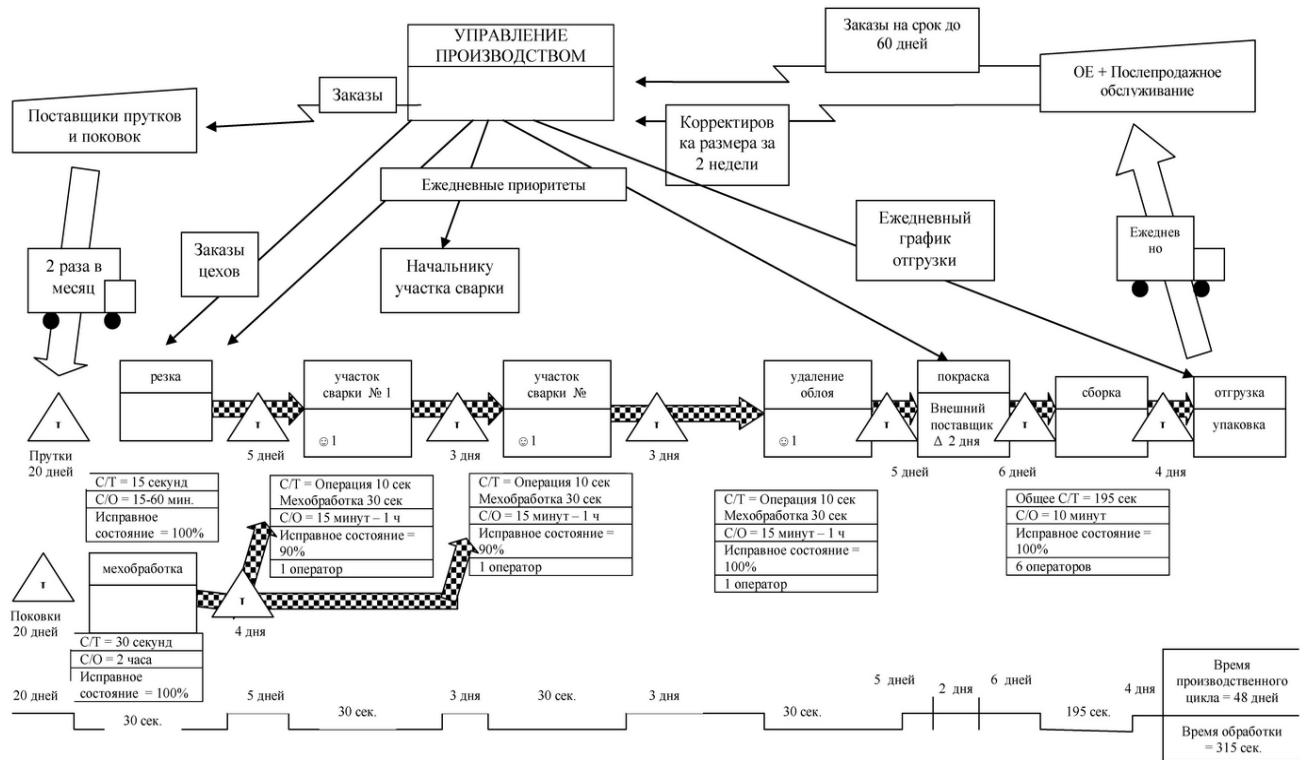 УПРАВЛЕНИЕ
ПРОИЗВОДСТВОМ
Заказы на срок до
60 дней
ОЕ + Послепродажное
обслуживание
Заказы
Поставщики прутков
и поковок
Корректиров
ка размера за
2 недели
Ежедневные приоритеты
Заказы
цехов
Начальнику
участка сварки
Ежедневный
график
отгрузки
Ежеднев
но
2 раза в
месяц
резка
участок
сварки № 1
☺1
участок
сварки №
☺1
удаление
облоя
☺1
покраска
Внешний
поставщик
Δ 2 дня
сборка
отгрузка
упаковка
т
т
т
т
т
т
т
Прутки
20 дней
5 дней
3 дня
3 дня
5 дней
6 дней
4 дня
С/Т = 15 секунд
С/О = 15-60 мин.
Исправное
состояние = 100%
С/Т = Операция 10 сек
Мехобработка 30 сек
С/О = 15 минут – 1 ч
Исправное состояние =
90%
1 оператор
С/Т = Операция 10 сек
Мехобработка 30 сек
С/О = 15 минут – 1 ч
Исправное состояние =
90%
1 оператор
С/Т = Операция 10 сек
Мехобработка 30 сек
С/О = 15 минут – 1 ч
Исправное состояние =
100%
1 оператор
Общее С/Т = 195 сек
С/О = 10 минут
Исправное состояние =
100%
6 операторов
т
мехобработка
т
Поковки
20 дней
4 дня
С/Т = 30 секунд
С/О = 2 часа
Исправное
состояние = 100%
20 дней
30 сек.
5 дней
30 сек.
3 дня
30 сек.
3 дня
30 сек.
5 дней
2 дня
6 дней
195 сек.
4 дня
Время
производственного
цикла = 48 дней
Время обработки
= 315 сек.